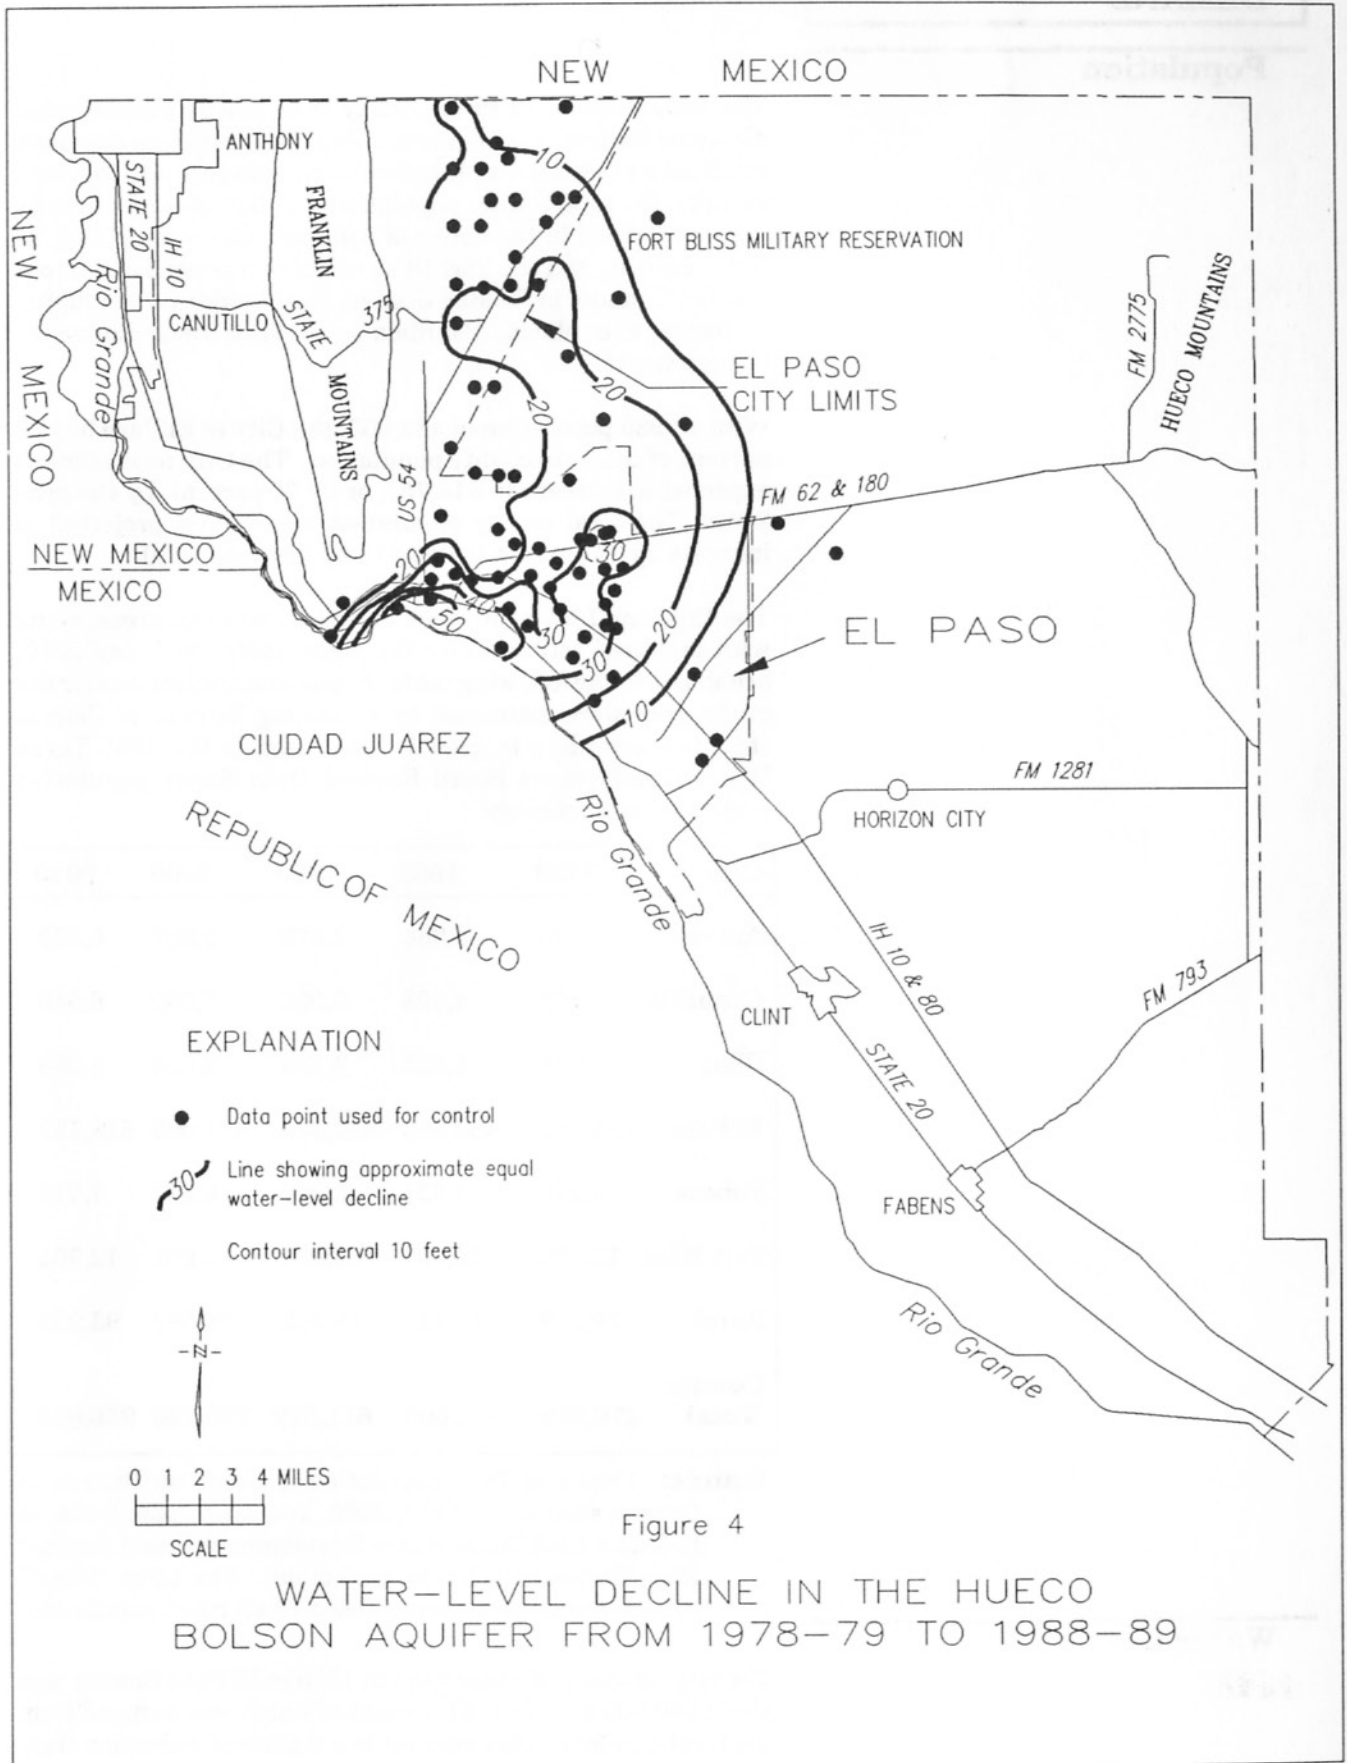 NEW MEXICO
ANTHONY
STATE 20
IH 10
FRANKLIN
MOUNTAINS
NEW
MEXICO
Rio Grande
CANUTILLO
STATE
375
US 54
10
FORT BLISS MILITARY RESERVATION
FM 2775
HUECO MOUNTAINS
EL PASO
CITY LIMITS
20
20
FM 62 & 180
NEW MEXICO
MEXICO
20
30
40
50
30
30
20
10
EL PASO
CIUDAD JUAREZ
REPUBLIC OF MEXICO
Rio Grande
FM 1281
HORIZON CITY
IH 10 & 80
FM 793
CLINT
STATE 20
FABENS
Rio Grande
EXPLANATION
Data point used for control
30
Line showing approximate equal
water-level decline
Contour interval 10 feet
N
0 1 2 3 4 MILES
SCALE
Figure 4
WATER-LEVEL DECLINE IN THE HUECO
BOLSON AQUIFER FROM 1978-79 TO 1988-89
Population